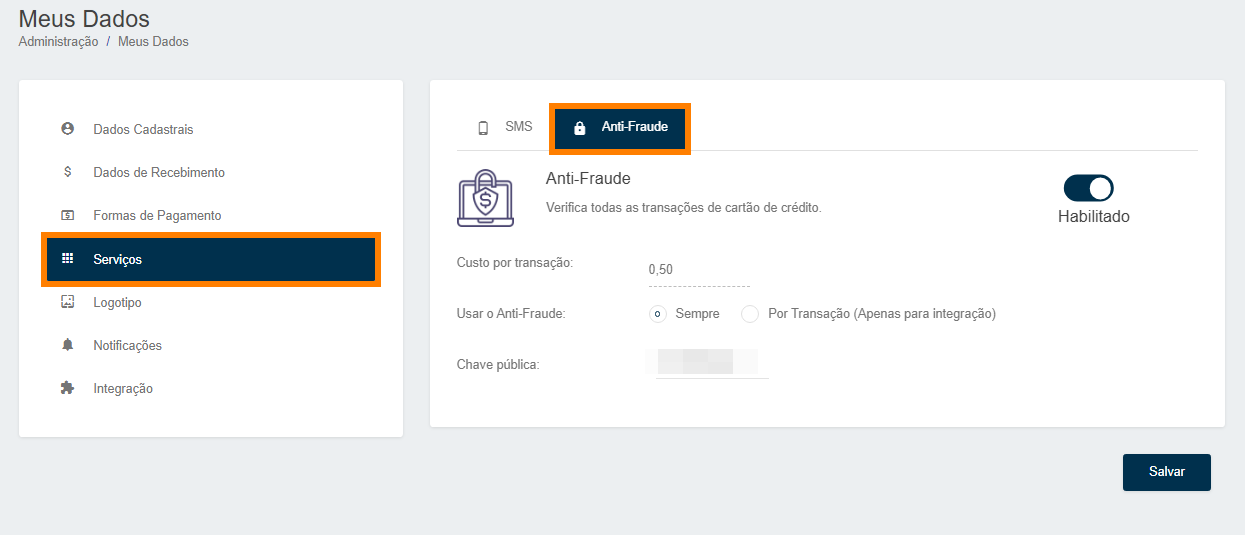 Meus Dados
Administração / Meus Dados
Dados Cadastrais
Dados de Recebimento
Formas de Pagamento
Serviços
Logotipo
Notificações
Integração
SMS Anti-Fraude
Anti-Fraude
Verifica todas as transações de cartão de crédito.
Habilitado
Custo por transação: 0,50
Usar o Anti-Fraude: Sempre Por Transação (Apenas para integração)
Chave pública:
Salvar